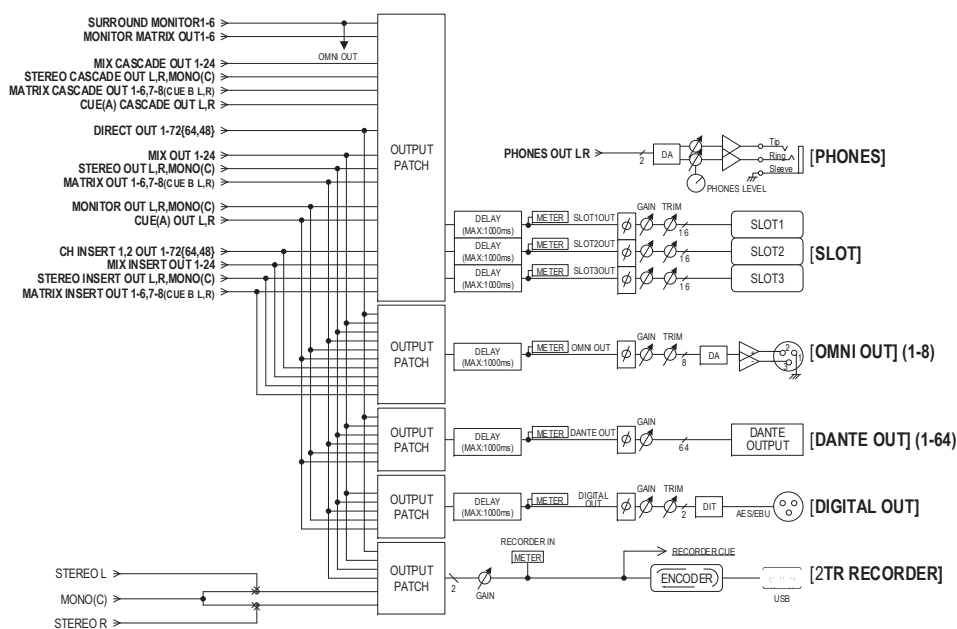 SURROUND MONITOR1-6
MONITOR MATRIX OUT1-6
OMNI OUT
MIX CASCADE OUT 1-24
STEREO CASCADE OUT L,R,MONO(C)
MATRIX CASCADE OUT 1-6,7-8(CUE B L,R)
CUE(A) CASCADE OUT L,R
DIRECT OUT 1-72{64,48}
MIX OUT 1-24
STEREO OUT L,R,MONO(C)
MATRIX OUT 1-6,7-8(CUE B L,R)
MONITOR OUT L,R,MONO(C)
CUE(A) OUT L,R
CH INSERT 1,2 OUT 1-72{64,48}
MIX INSERT OUT 1-24
STEREO INSERT OUT L,R,MONO(C)
MATRIX INSERT OUT 1-6,7-8(CUE B L,R)
OUTPUT
PATCH
PHONES OUT LR
2
DA
Tip
Ring
Sleeve
PHONES LEVEL
[PHONES]
DELAY
(MAX:1000ms)
METER
SLOT1OUT
ϕ
GAIN
TRIM
16
SLOT1
DELAY
(MAX:1000ms)
METER
SLOT2OUT
ϕ
16
SLOT2
[SLOT]
DELAY
(MAX:1000ms)
METER
SLOT3OUT
ϕ
16
SLOT3
OUTPUT
PATCH
DELAY
(MAX:1000ms)
METER
OMNI OUT
ϕ
GAIN
TRIM
8
DA
+
-
2
1
3
[OMNI OUT] (1-8)
OUTPUT
PATCH
DELAY
(MAX:1000ms)
METER
DANTE OUT
ϕ
GAIN
64
DANTE
OUTPUT
[DANTE OUT] (1-64)
OUTPUT
PATCH
DELAY
(MAX:1000ms)
METER
DIGITAL
OUT
ϕ
GAIN
TRIM
2
DIT
AES/EBU
[DIGITAL OUT]
OUTPUT
PATCH
2
GAIN
RECORDER IN
METER
RECORDER CUE
ENCODER
USB
[2TR RECORDER]
STEREO L
MONO(C)
STEREO R